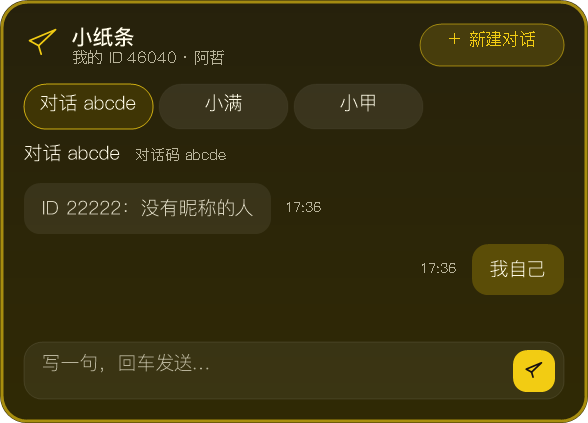 小纸条
我的 ID 46040 · 阿哲
＋ 新建对话
对话 abcde
小满
小甲
对话 abcde 对话码 abcde
ID 22222：没有昵称的人 17:36
17:36 我自己
写一句，回车发送…